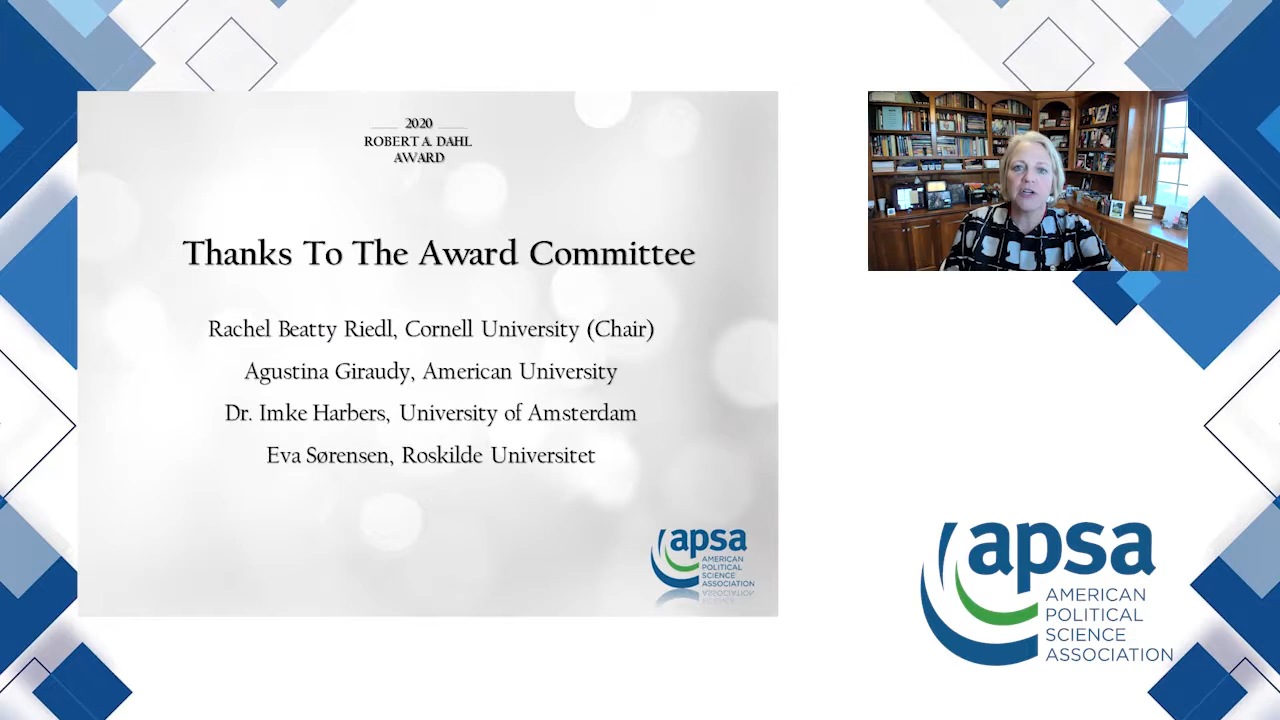 2020
ROBERT A. DAHL
AWARD
Thanks To The Award Committee
Rachel Beatty Riedl, Cornell University (Chair)
Agustina Giraudy, American University
Dr. Imke Harbers, University of Amsterdam
Eva Sørensen, Roskilde Universitet
apsa
AMERICAN
POLITICAL
SCIENCE
ASSOCIATION
apsa
AMERICAN
POLITICAL
SCIENCE
ASSOCIATION